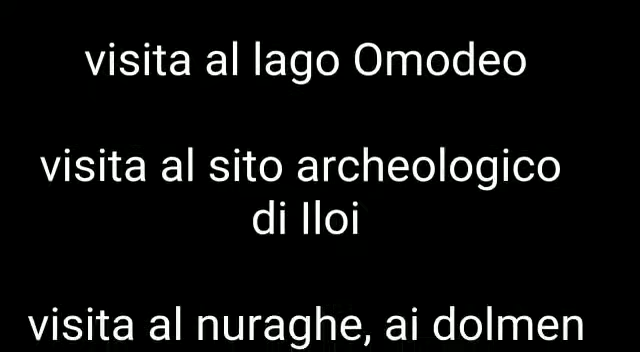 visita al lago Omodeo
visita al sito archeologico
di Iloi
visita al nuraghe, ai dolmen